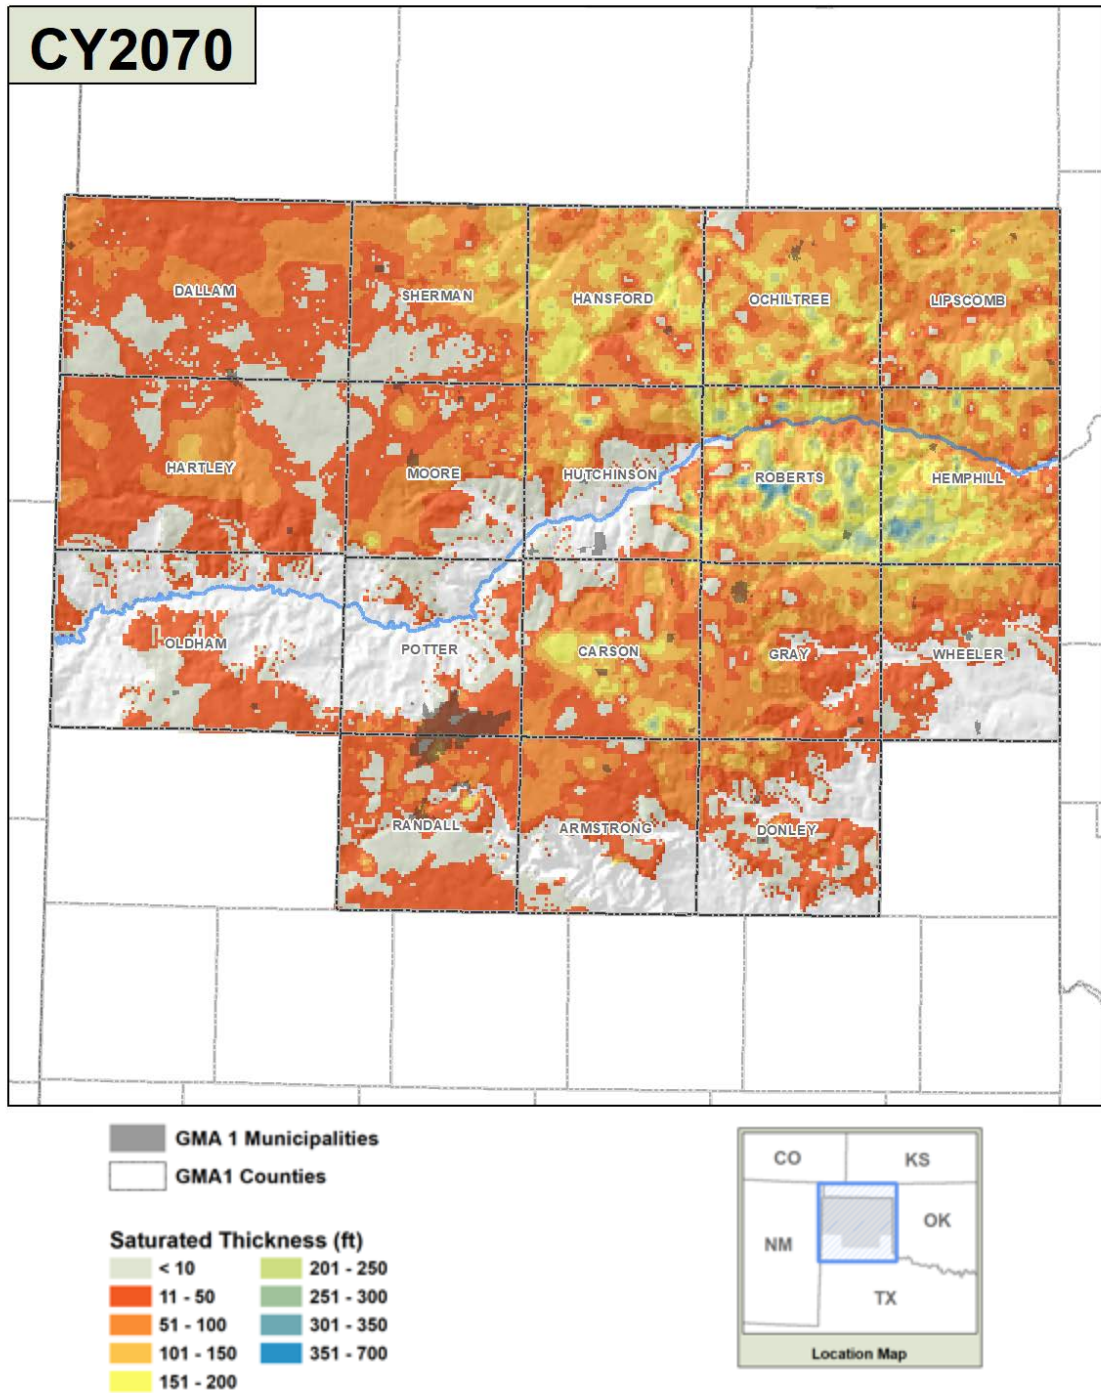 CY2070
DALLAM
SHERMAN
HANSFORD
OCHILTREE
LIPSCOMB
HARTLEY
MOORE
HUTCHINSON
ROBERTS
HEMPHILL
OLDHAM
POTTER
CARSON
GRAY
WHEELER
RANDALL
ARMSTRONG
DONLEY
GMA 1 Municipalities
GMA1 Counties
Saturated Thickness (ft)
< 10
11 - 50
51 - 100
101 - 150
151 - 200
201 - 250
251 - 300
301 - 350
351 - 700
CO
KS
NM
OK
TX
Location Map